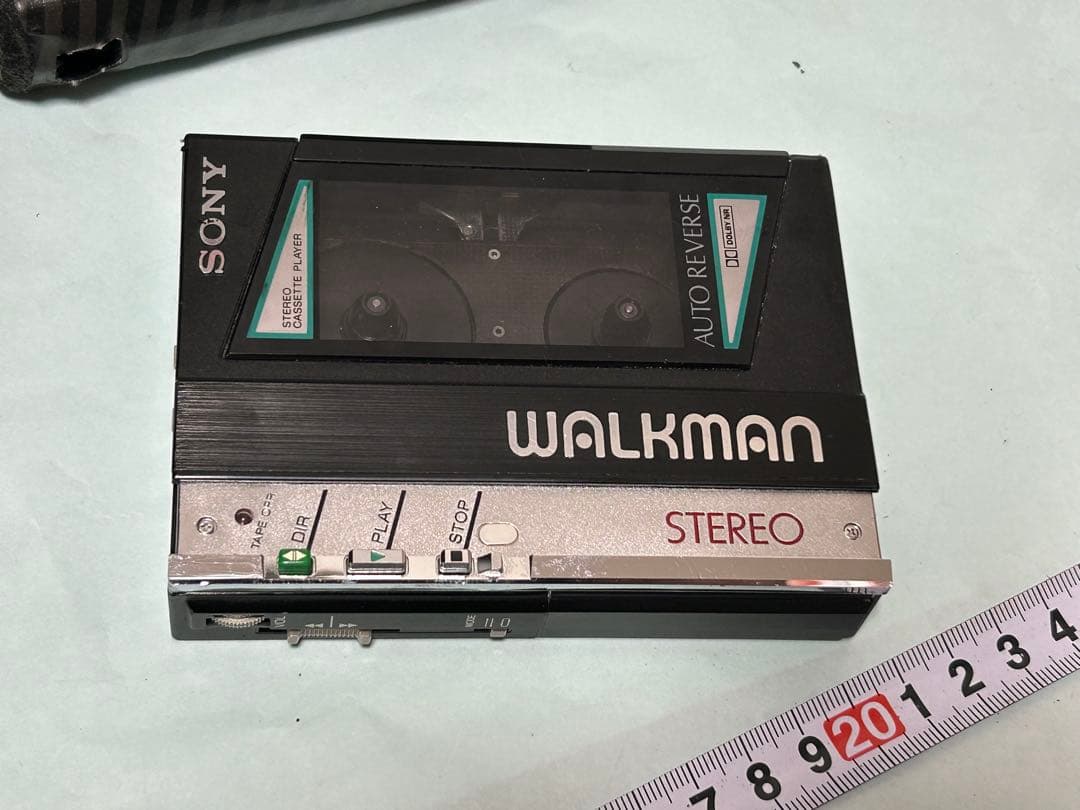 SONY
STEREO
CASSETTE PLAYER
AUTO REVERSE
DOLBY NR
WALKMAN
TAPE OPR
DIR
PLAY
STOP
STEREO
VOL
MODE
7 8 9 20 1 2 3 4